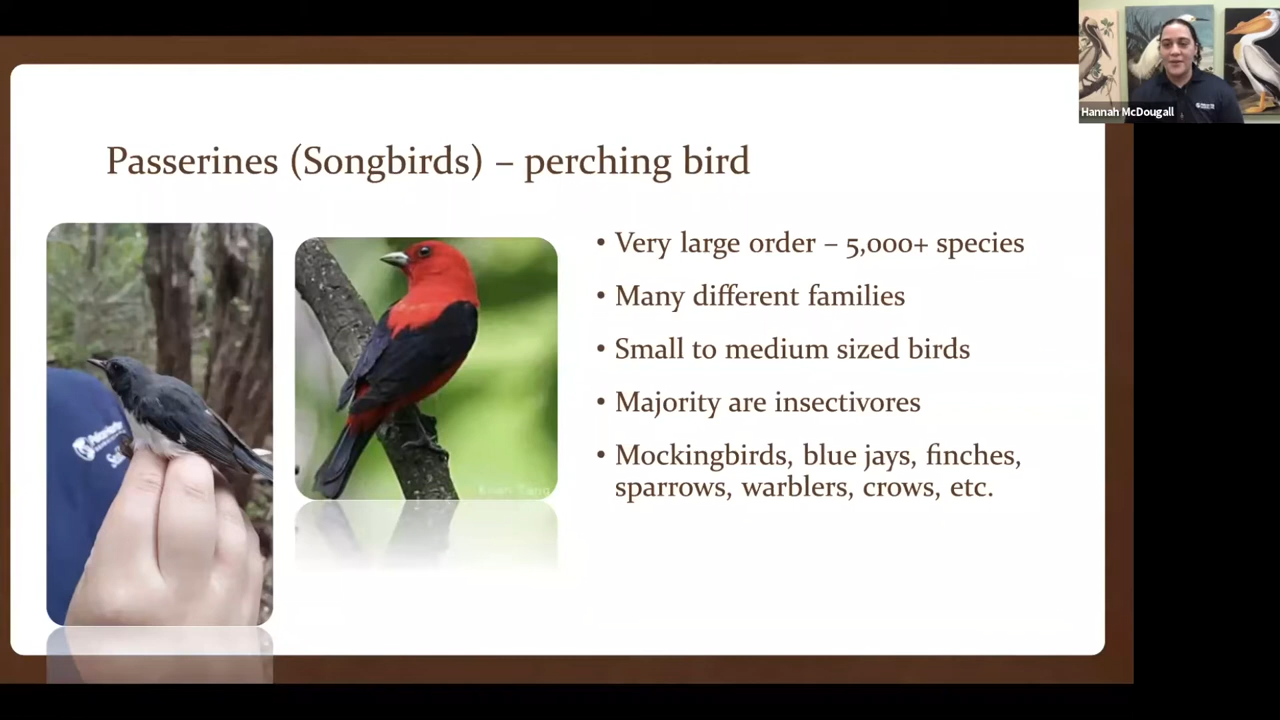 Hannah McDougall
Passerines (Songbirds) – perching bird
• Very large order – 5,000+ species
• Many different families
• Small to medium sized birds
• Majority are insectivores
• Mockingbirds, blue jays, finches,
sparrows, warblers, crows, etc.